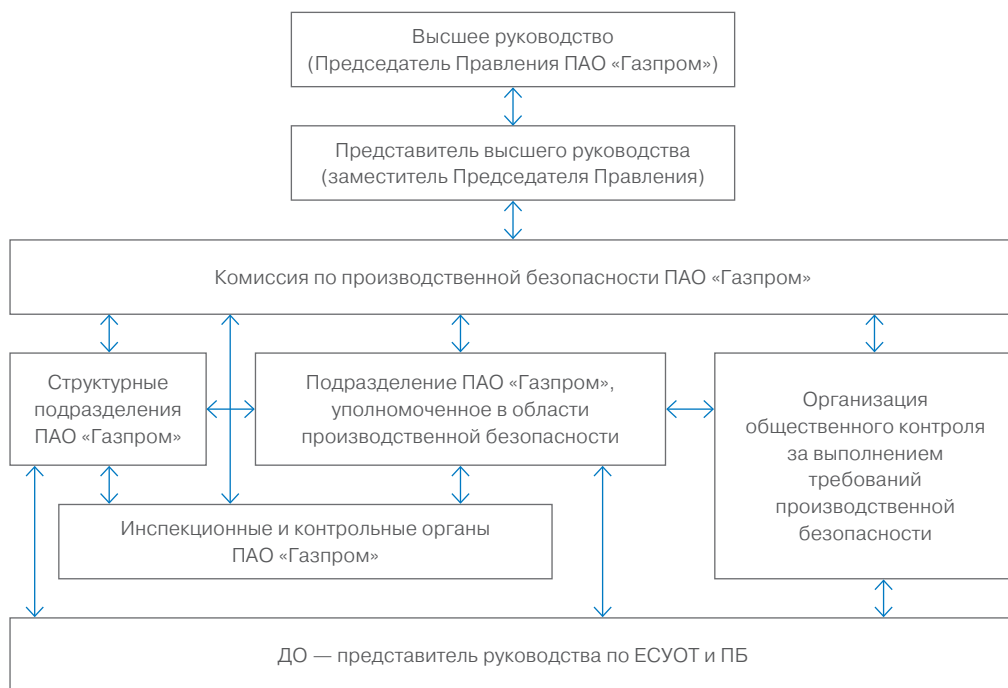 Высшее руководство
(Председатель Правления ПАО «Газпром»)
Представитель высшего руководства
(заместитель Председателя Правления)
Комиссия по производственной безопасности ПАО «Газпром»
Структурные
подразделения
ПАО «Газпром»
Подразделение ПАО «Газпром»,
уполномоченное в области
производственной безопасности
Организация
общественного контроля
за выполнением
требований
производственной
безопасности
Инспекционные и контрольные органы
ПАО «Газпром»
ДО — представитель руководства по ЕСУОТ и ПБ